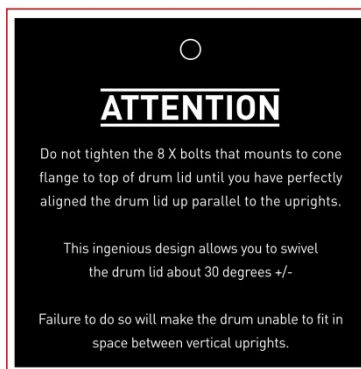 ATTENTION
Do not tighten the 8 X bolts that mounts to cone
flange to top of drum lid until you have perfectly
aligned the drum lid up parallel to the uprights.
This ingenious design allows you to swivel
the drum lid about 30 degrees +/-
Failure to do so will make the drum unable to fit in
space between vertical uprights.